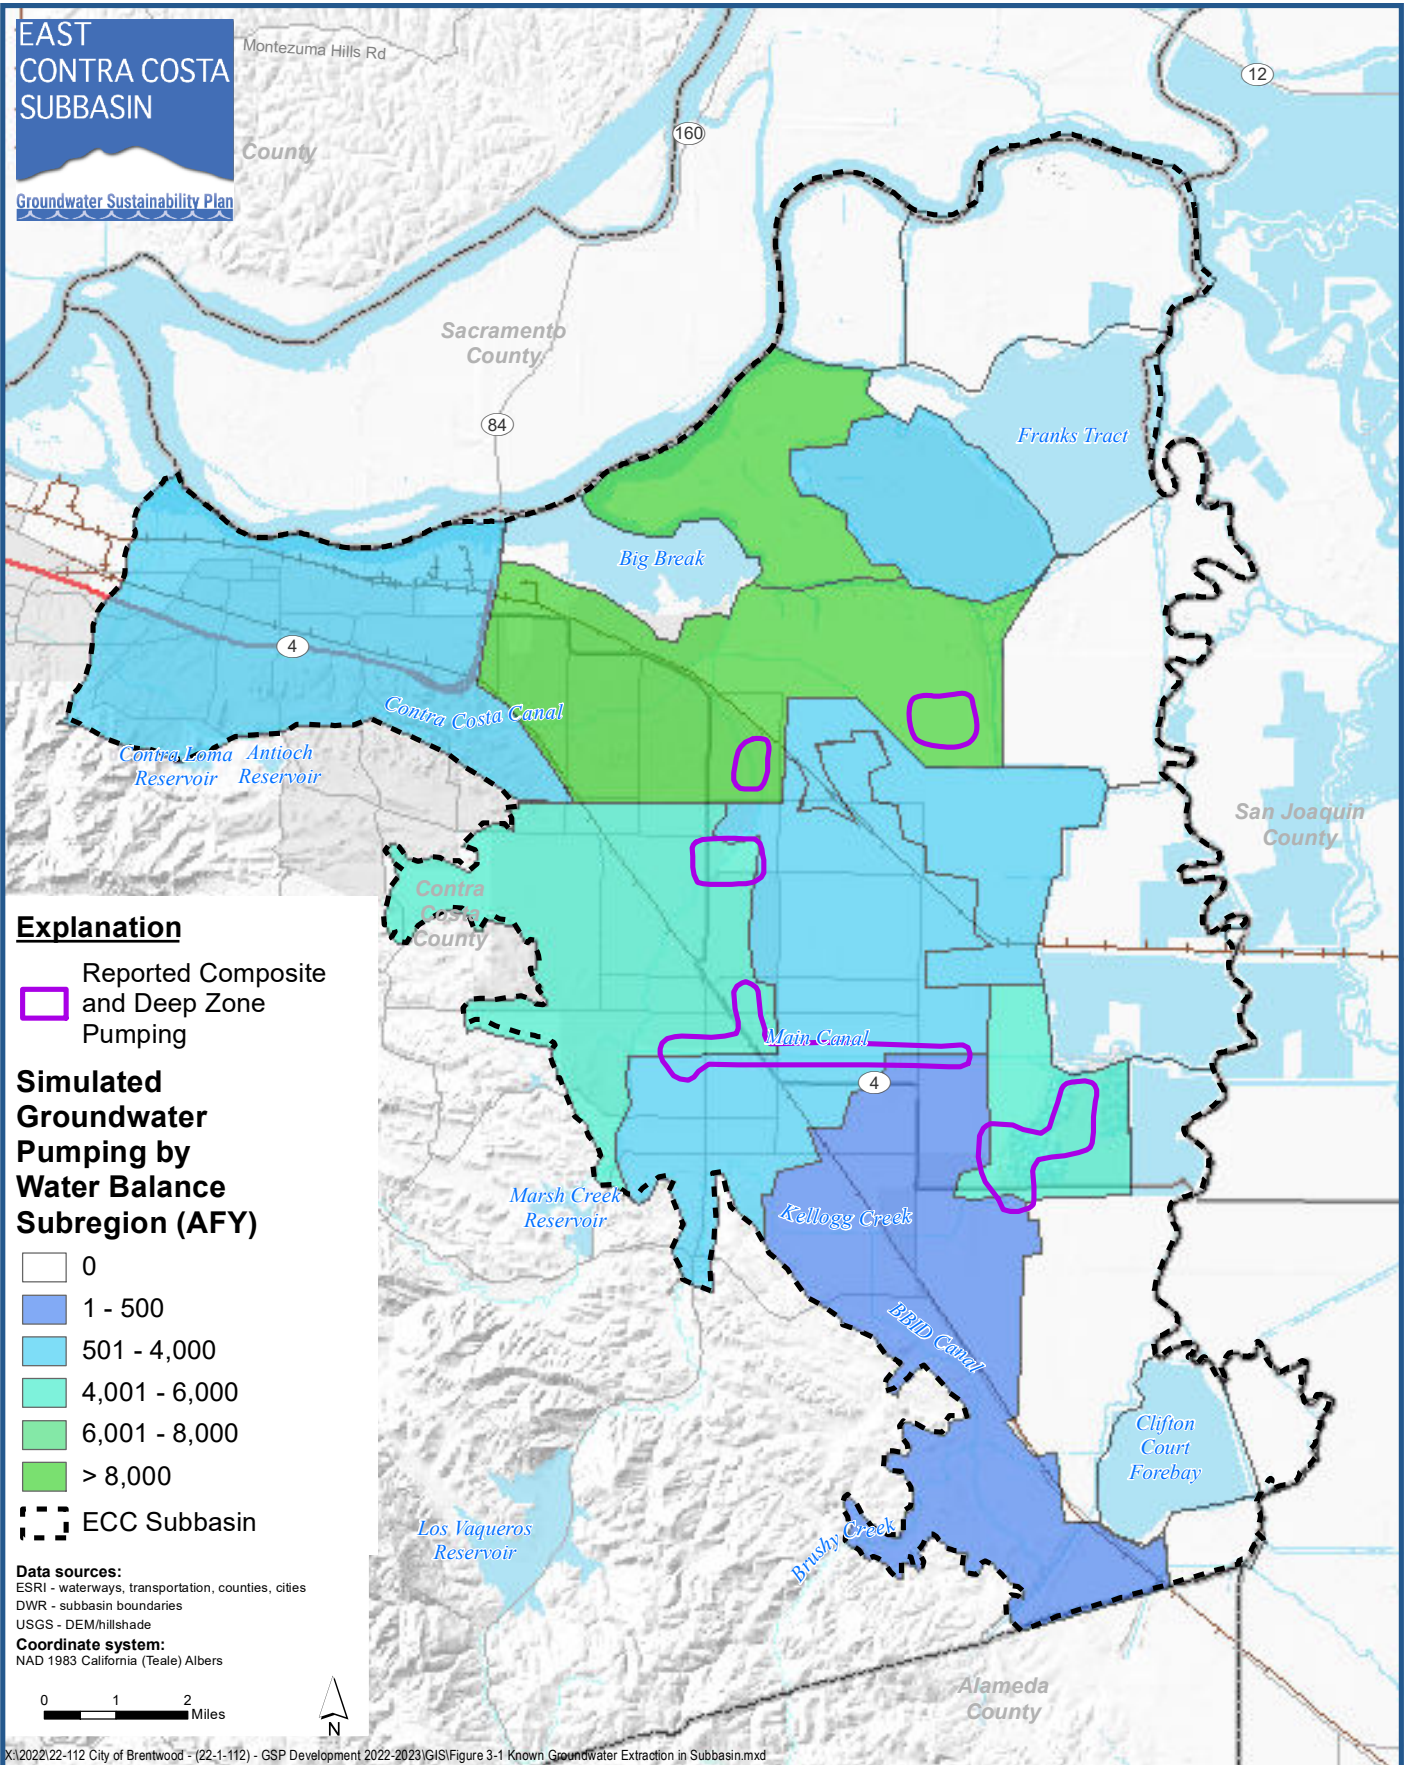 EAST
CONTRA COSTA
SUBBASIN
Groundwater Sustainability Plan
Montezuma Hills Rd
County
160
12
Sacramento
County
84
Franks Tract
Big Break
4
Contra Costa Canal
Contra Loma
Reservoir
Antioch
Reservoir
San Joaquin
County
Contra
Costa
County
Main Canal
4
Marsh Creek
Reservoir
Kellogg Creek
BBID Canal
Clifton
Court
Forebay
Los Vaqueros
Reservoir
Brushy Creek
Alameda
County
Explanation
Reported Composite
and Deep Zone
Pumping
Simulated
Groundwater
Pumping by
Water Balance
Subregion (AFY)
0
1 - 500
501 - 4,000
4,001 - 6,000
6,001 - 8,000
> 8,000
ECC Subbasin
Data sources:
ESRI - waterways, transportation, counties, cities
DWR - subbasin boundaries
USGS - DEM/hillshade
Coordinate system:
NAD 1983 California (Teale) Albers
0 1 2
Miles
N
X:\2022\22-112 City of Brentwood - (22-1-112) - GSP Development 2022-2023\GIS\Figure 3-1 Known Groundwater Extraction in Subbasin.mxd